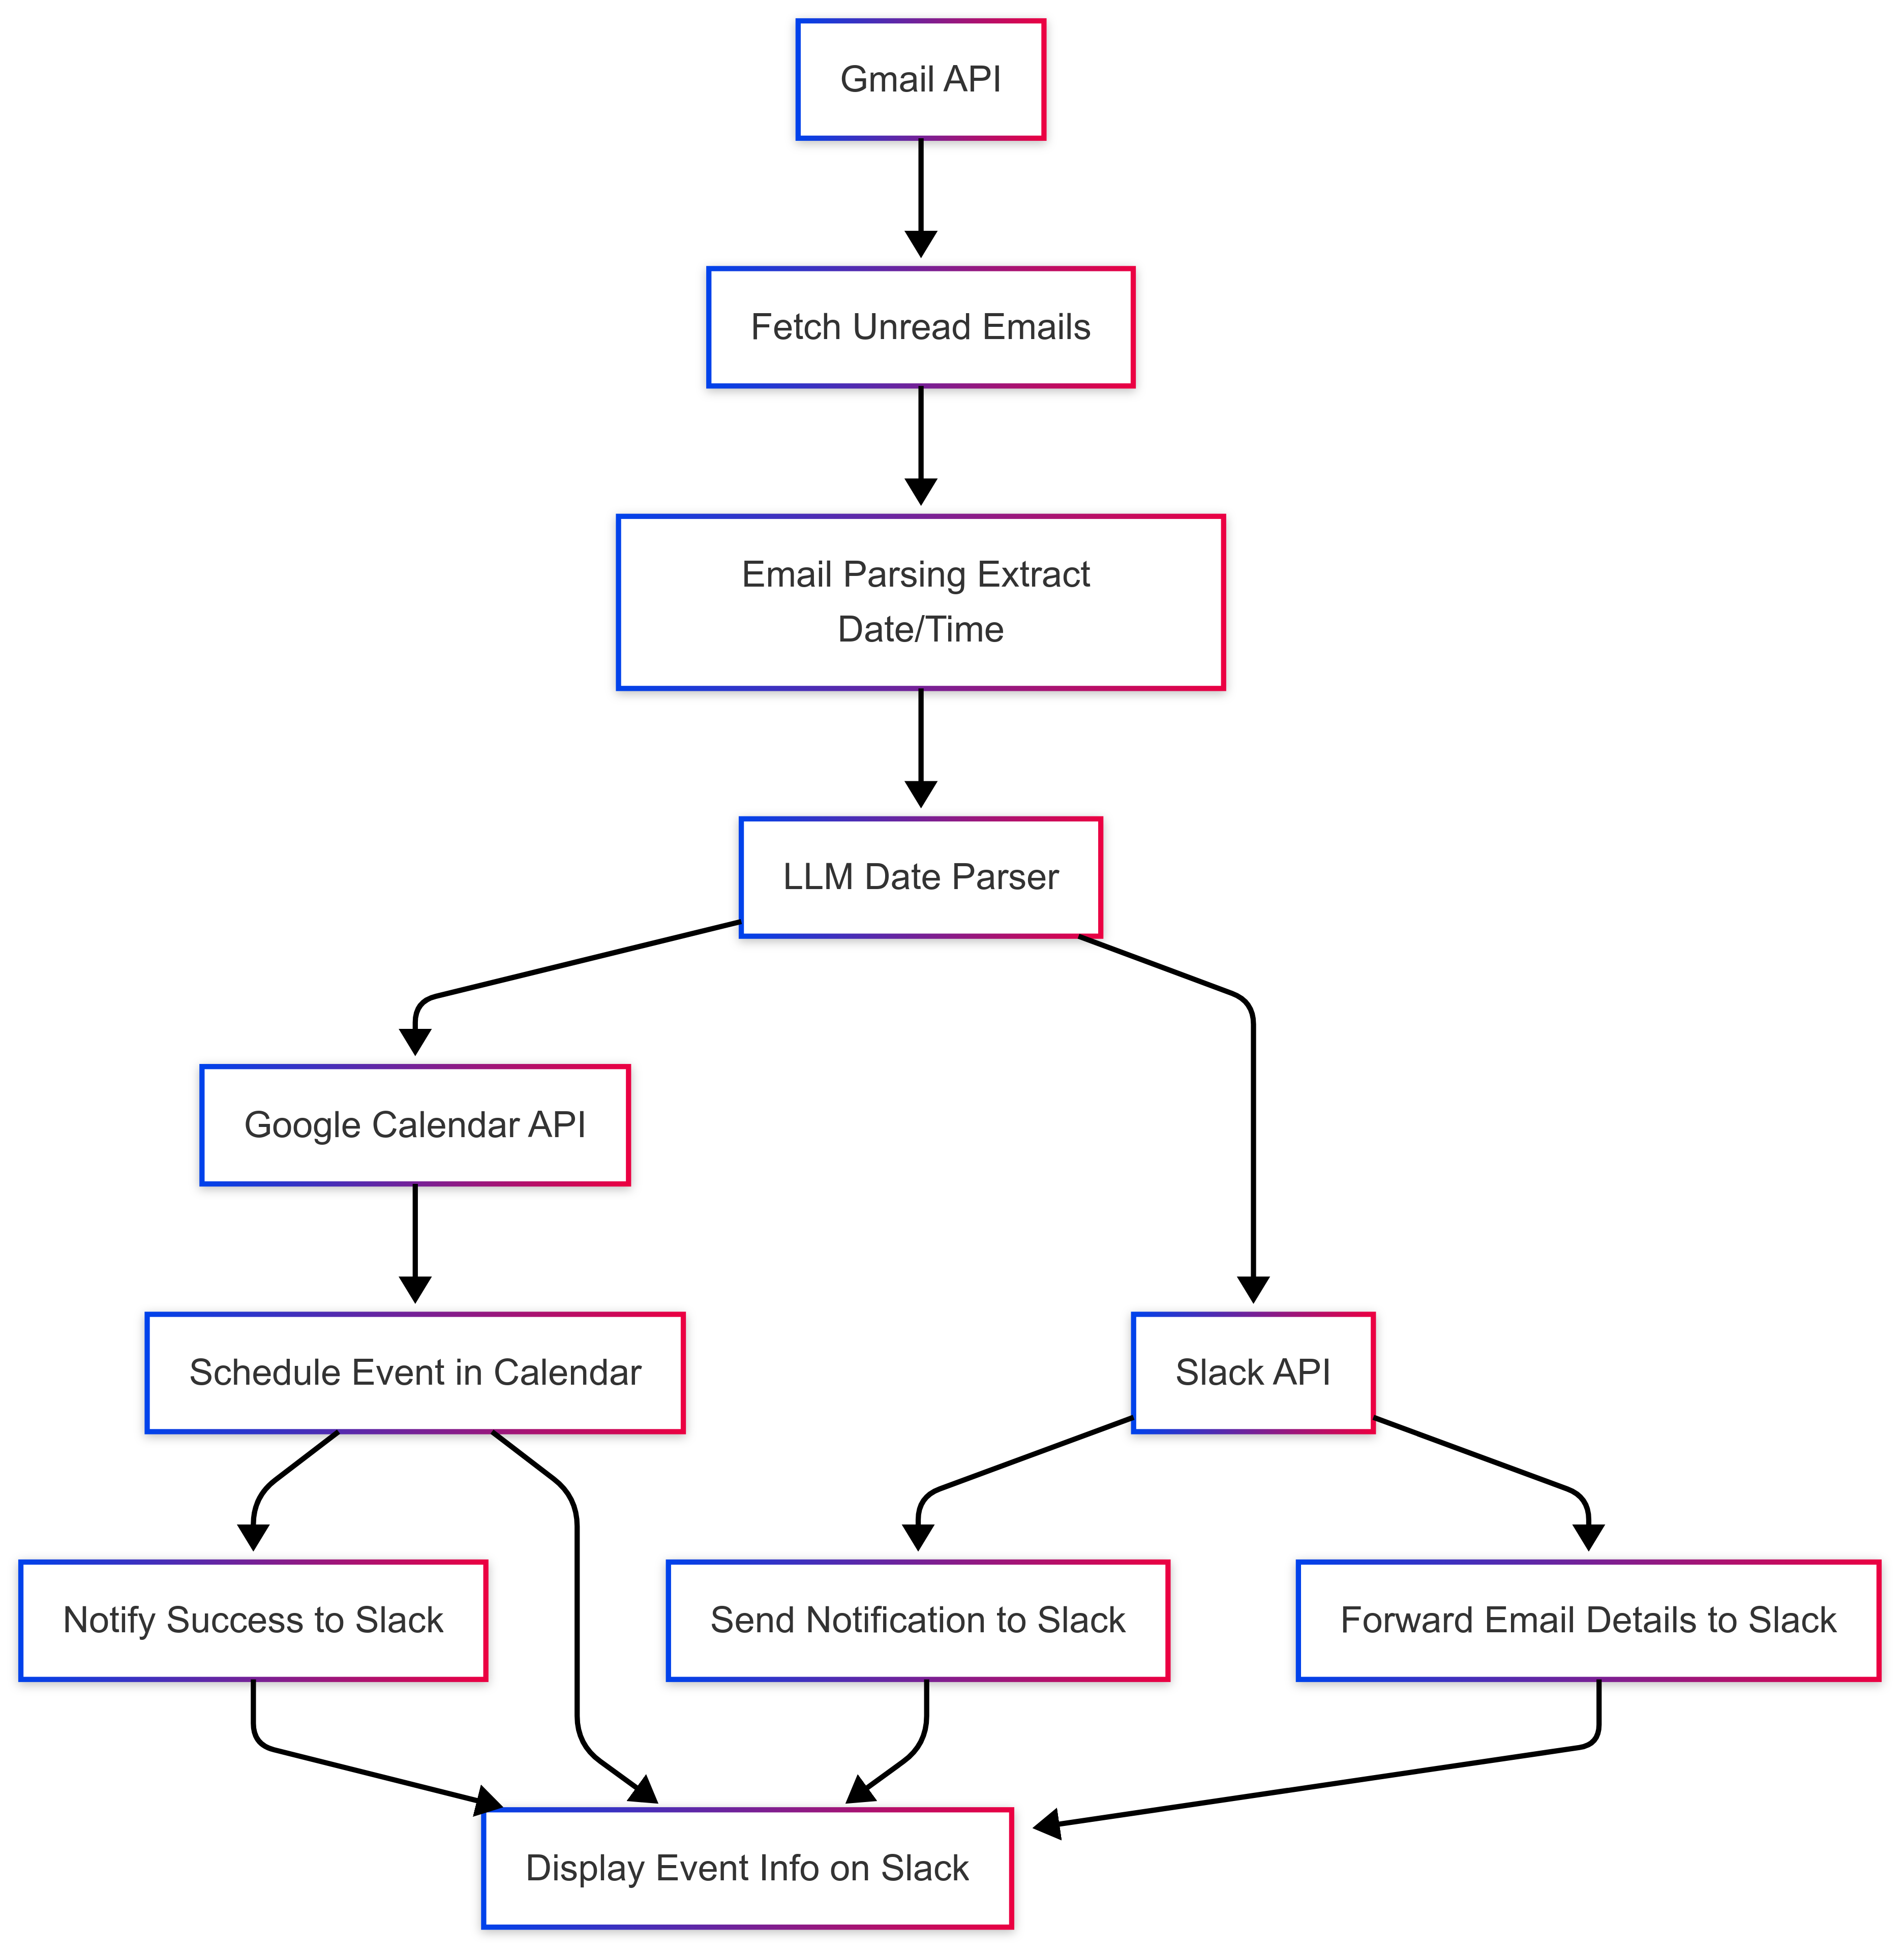 Gmail API
Fetch Unread Emails
Email Parsing Extract
Date/Time
LLM Date Parser
Google Calendar API
Schedule Event in Calendar
Slack API
Notify Success to Slack
Send Notification to Slack
Forward Email Details to Slack
Display Event Info on Slack